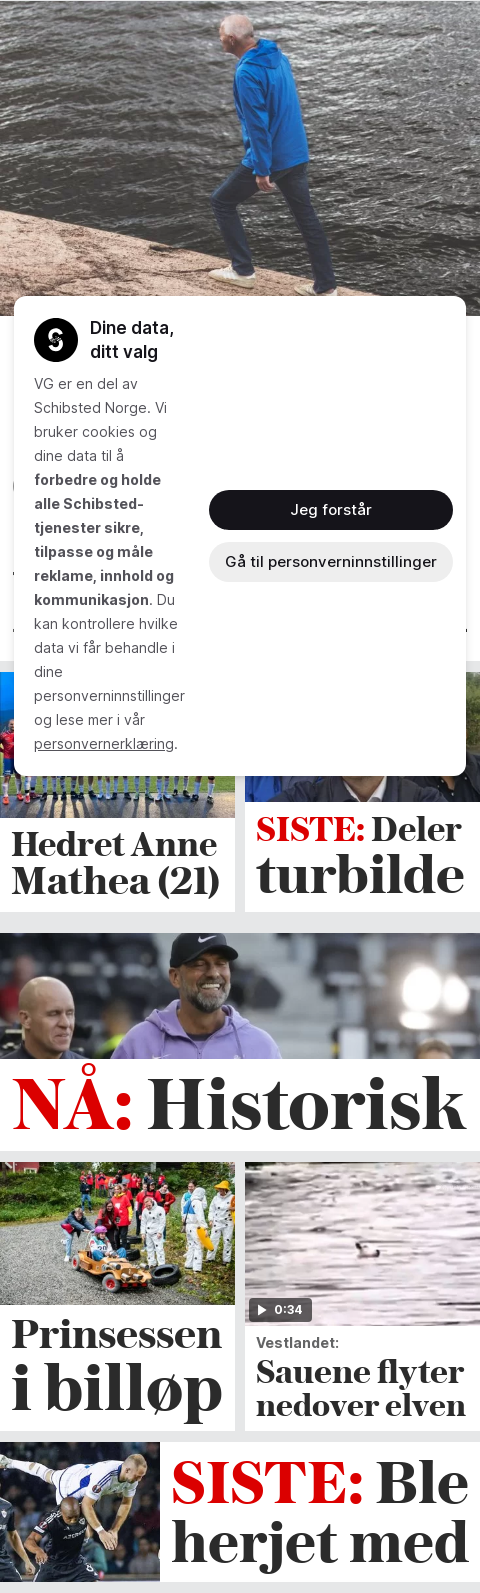 Dine data,
ditt valg
VG er en del av
Schibsted Norge. Vi
bruker cookies og
dine data til å
forbedre og holde
alle Schibsted-
tjenester sikre,
tilpasse og måle
reklame, innhold og
kommunikasjon. Du
kan kontrollere hvilke
data vi får behandle i
dine
personverninnstillinger
og lese mer i vår
personvernerklæring.
Jeg forstår
Gå til personverninnstillinger
Hedret Anne
Mathea (21)
SISTE: Deler
turbilde
NÅ: Historisk
Prinsessen
i billøp
0:34
Vestlandet:
Sauene flyter
nedover elven
SISTE: Ble
herjet med